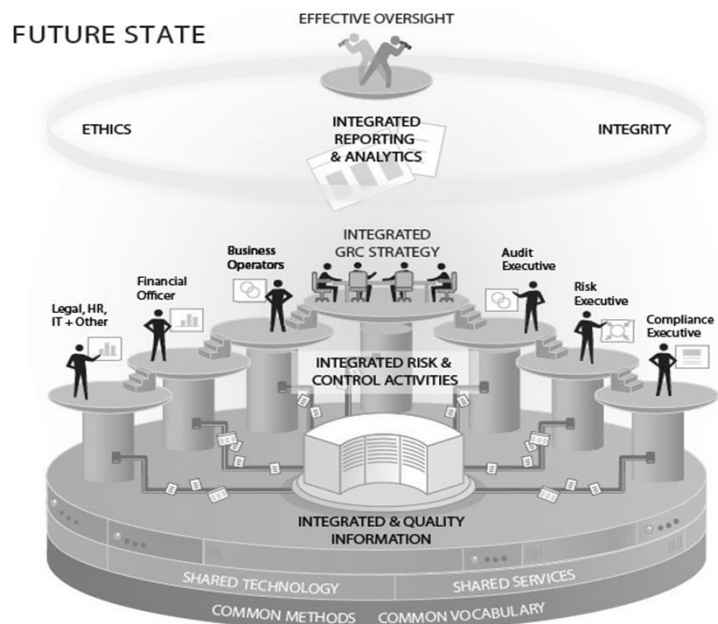 FUTURE STATE
EFFECTIVE OVERSIGHT
ETHICS
INTEGRATED
REPORTING
& ANALYTICS
INTEGRITY
INTEGRATED
GRC STRATEGY
Business
Operators
Audit
Executive
Financial
Officer
Risk
Executive
Legal, HR,
IT + Other
Compliance
Executive
INTEGRATED RISK &
CONTROL ACTIVITIES
INTEGRATED & QUALITY
INFORMATION
SHARED TECHNOLOGY
SHARED SERVICES
COMMON METHODS COMMON VOCABULARY